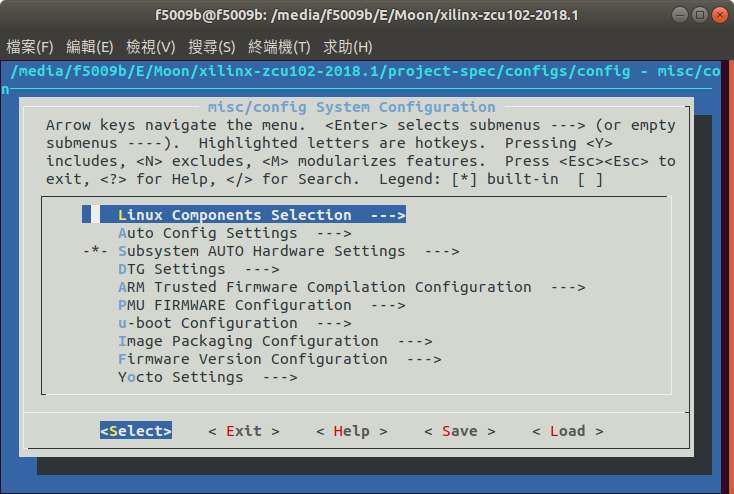 f5009b@f5009b: /media/f5009b/E/Moon/xilinx-zcu102-2018.1
檔案(F) 編輯(E) 檢視(V) 搜尋(S) 終端機(T) 求助(H)
/media/f5009b/E/Moon/xilinx-zcu102-2018.1/project-spec/configs/config - misc/co
n
misc/config System Configuration
Arrow keys navigate the menu.  <Enter> selects submenus ---> (or empty
submenus ----).  Highlighted letters are hotkeys.  Pressing <Y>
includes, <N> excludes, <M> modularizes features.  Press <Esc><Esc> to
exit, <?> for Help, </> for Search.  Legend: [*] built-in  [ ]
Linux Components Selection  --->
Auto Config Settings  --->
-*- Subsystem AUTO Hardware Settings  --->
DTG Settings  --->
ARM Trusted Firmware Compilation Configuration  --->
PMU FIRMWARE Configuration  --->
u-boot Configuration  --->
Image Packaging Configuration  --->
Firmware Version Configuration  --->
Yocto Settings  --->
<Select>    < Exit >    < Help >    < Save >    < Load >